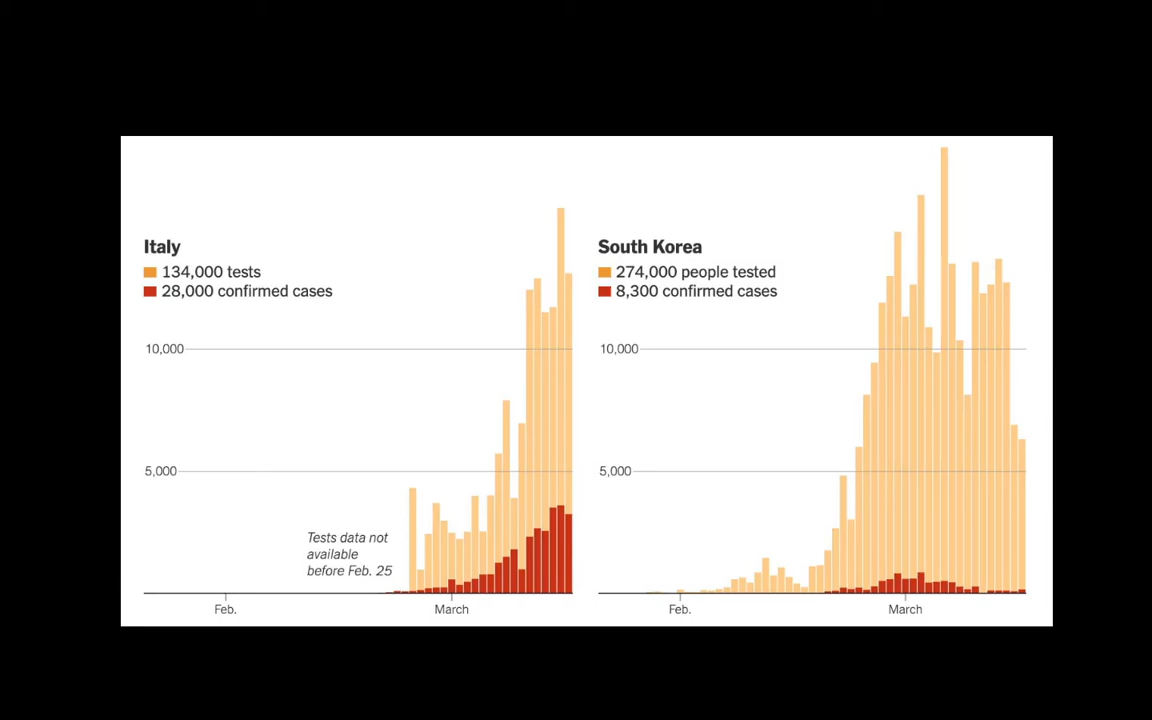 Italy
134,000 tests
28,000 confirmed cases
10,000
5,000
Tests data not
available
before Feb. 25
Feb.
March
South Korea
274,000 people tested
8,300 confirmed cases
10,000
5,000
Feb.
March